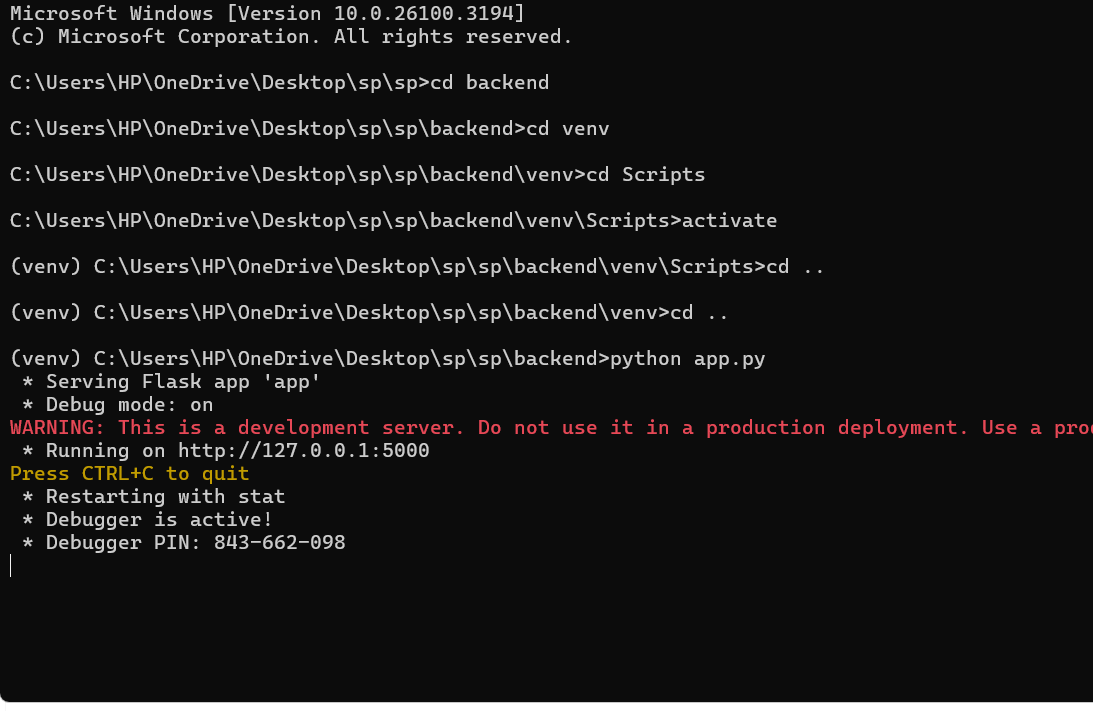 Microsoft Windows [Version 10.0.26100.3194]
(c) Microsoft Corporation. All rights reserved.
C:\Users\HP\OneDrive\Desktop\sp\sp>cd backend
C:\Users\HP\OneDrive\Desktop\sp\sp\backend>cd venv
C:\Users\HP\OneDrive\Desktop\sp\sp\backend\venv>cd Scripts
C:\Users\HP\OneDrive\Desktop\sp\sp\backend\venv\Scripts>activate
(venv) C:\Users\HP\OneDrive\Desktop\sp\sp\backend\venv\Scripts>cd ..
(venv) C:\Users\HP\OneDrive\Desktop\sp\sp\backend\venv>cd ..
(venv) C:\Users\HP\OneDrive\Desktop\sp\sp\backend>python app.py
 * Serving Flask app 'app'
 * Debug mode: on
WARNING: This is a development server. Do not use it in a production deployment. Use a
 * Running on http://127.0.0.1:5000
Press CTRL+C to quit
 * Restarting with stat
 * Debugger is active!
 * Debugger PIN: 843-662-098